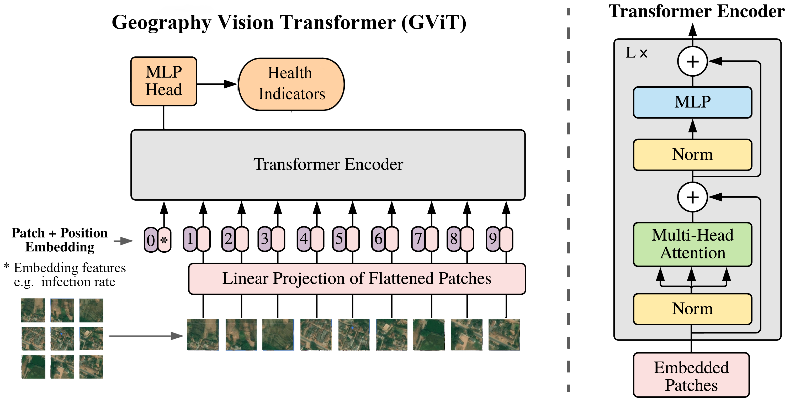 Geography Vision Transformer (GViT)
MLP
Head
Health
Indicators
Transformer Encoder
Patch + Position
Embedding
0 * 1 2 3 4 5 6 7 8 9
* Embedding features
e.g. infection rate
Linear Projection of Flattened Patches
Transformer Encoder
L ×
+
MLP
Norm
+
Multi-Head
Attention
Norm
Embedded
Patches